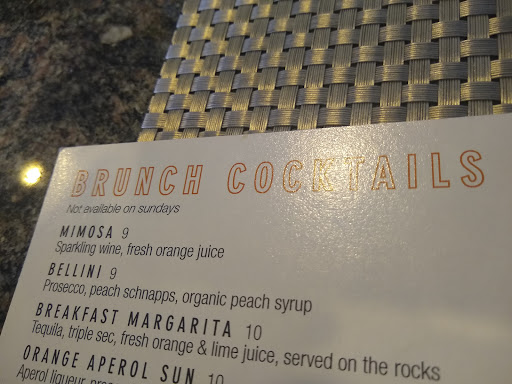 BRUNCH COCKTAILS
Not available on sundays
MIMOSA 9
Sparkling wine, fresh orange juice
BELLINI 9
Prosecco, peach schnapps, organic peach syrup
BREAKFAST MARGARITA 10
Tequila, triple sec, fresh orange & lime juice, served on the rocks
ORANGE APEROL SUN 10
Aperol liqueur,